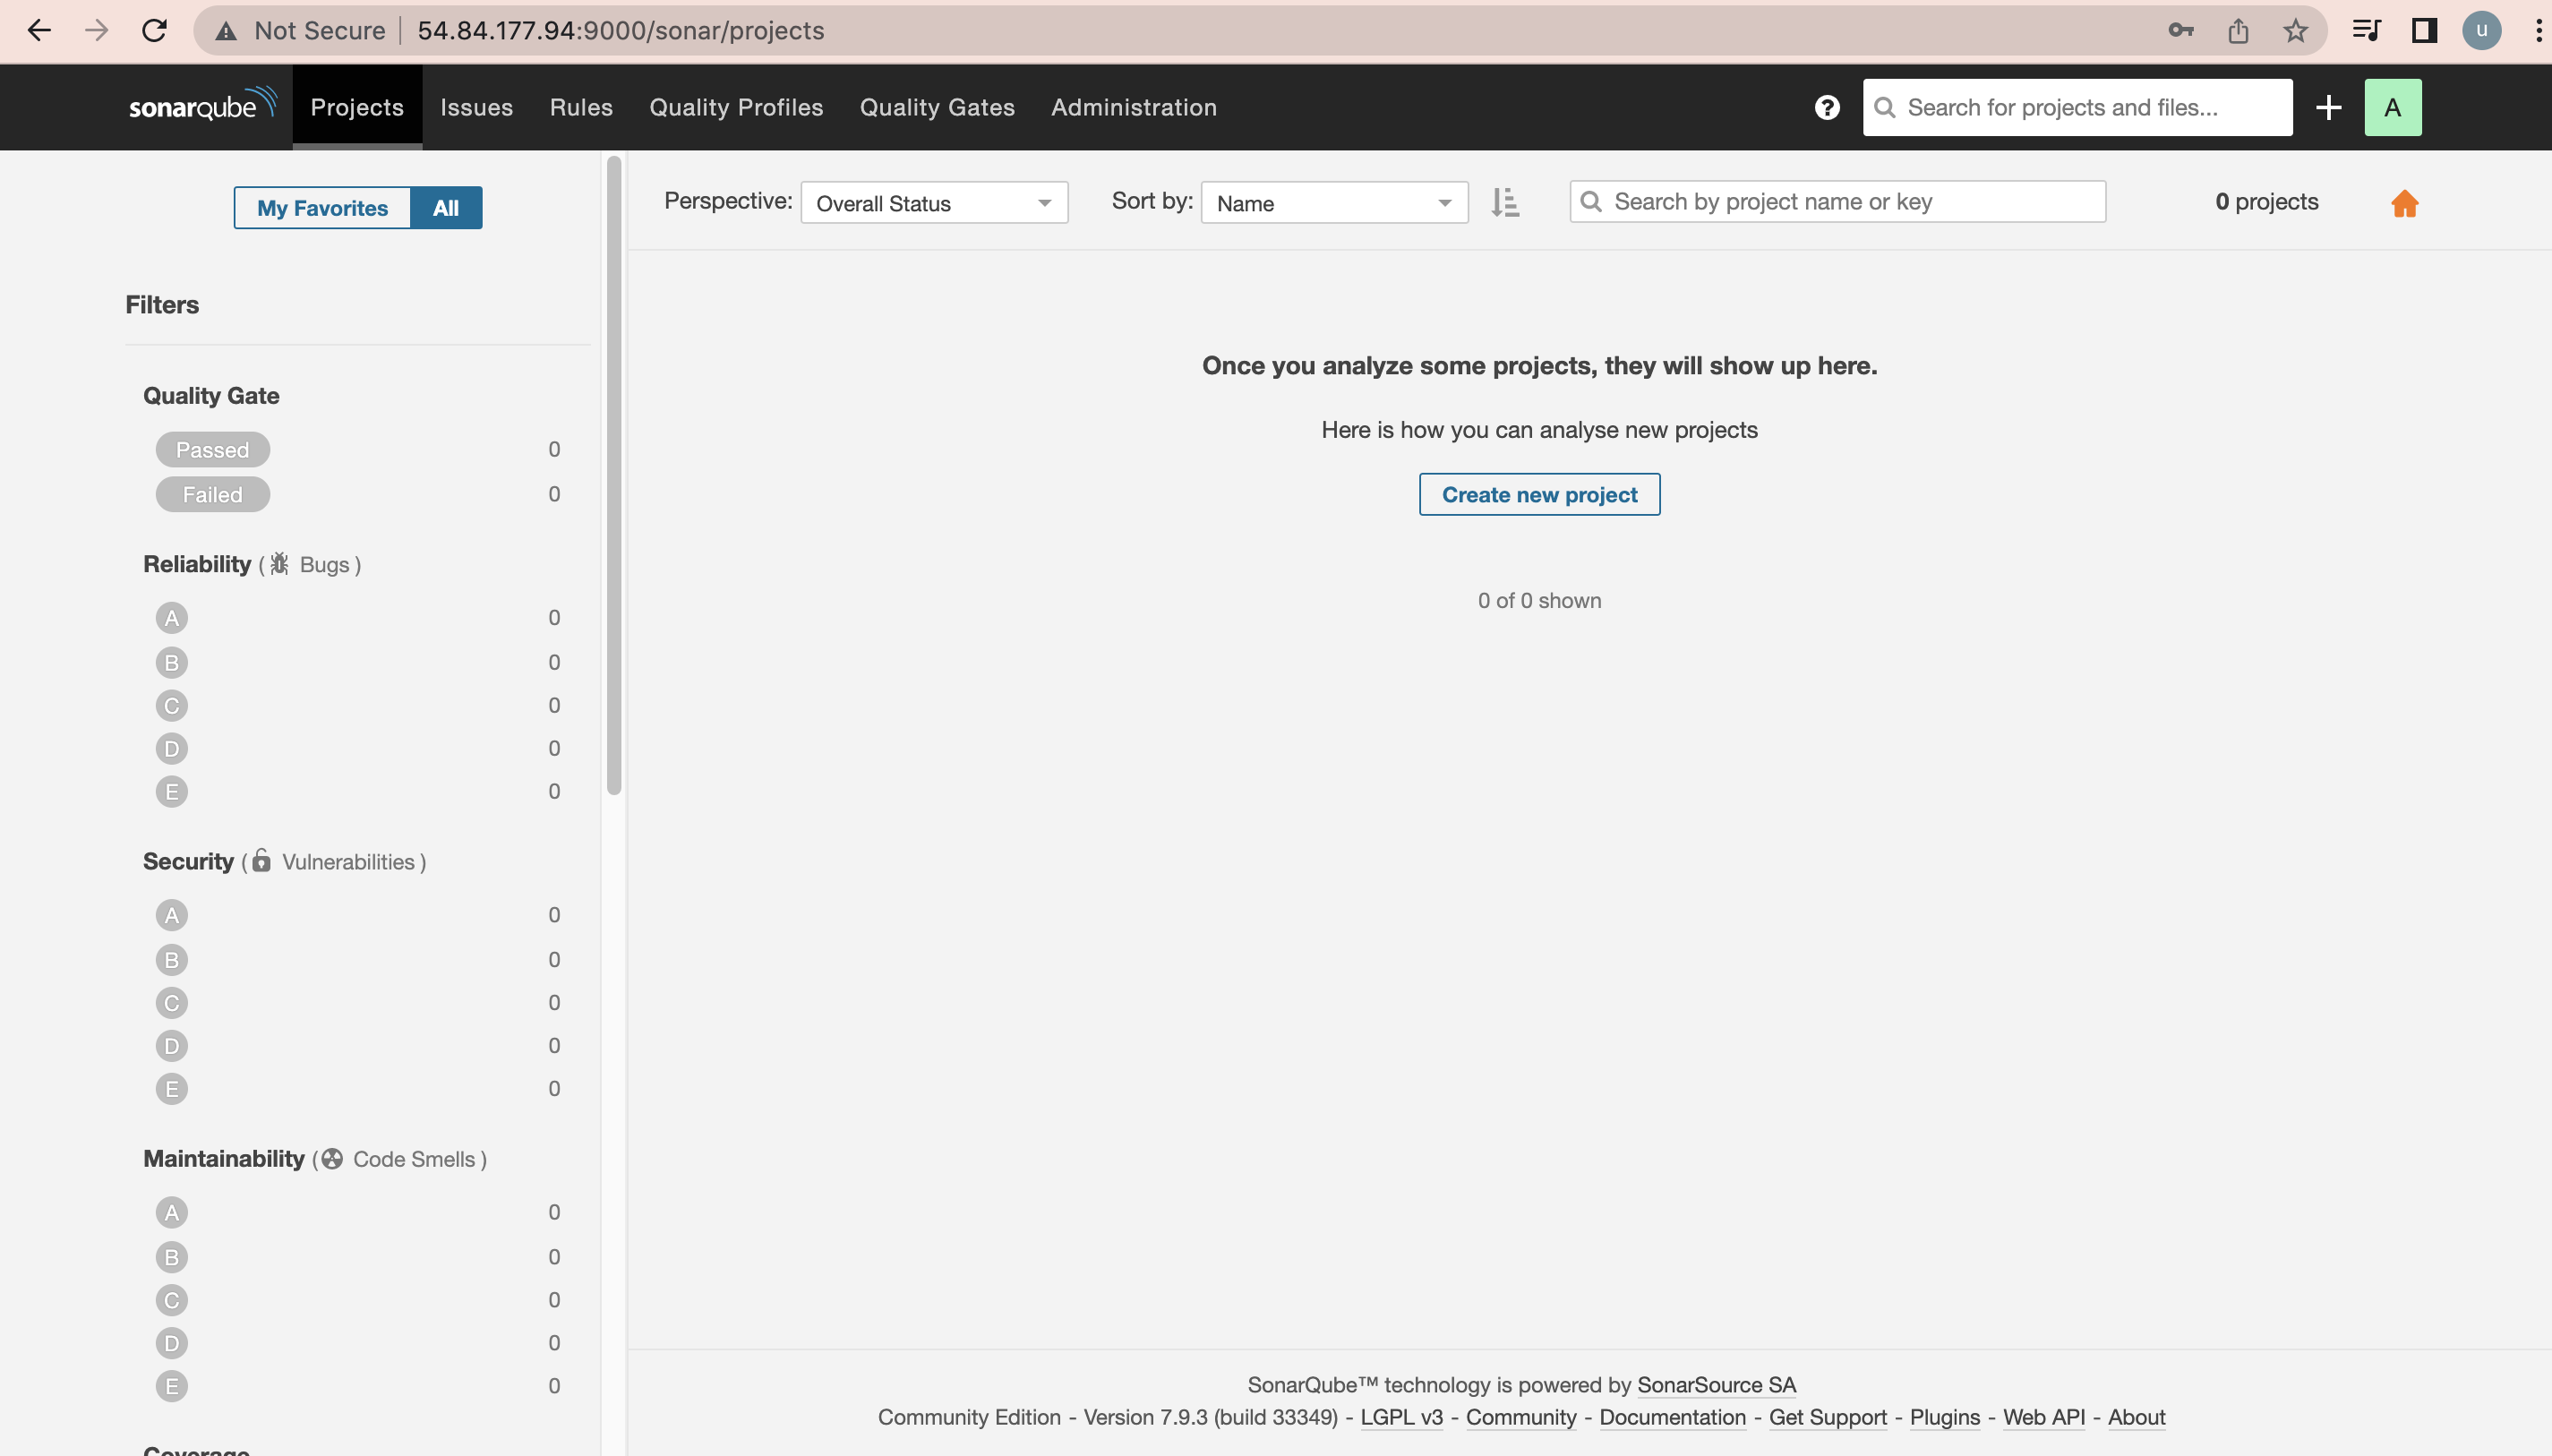 Not Secure 54.84.177.94:9000/sonar/projects u
sonarqube Projects Issues Rules Quality Profiles Quality Gates Administration ? Search for projects and files... A
My Favorites All
Perspective: Overall Status Sort by: Name Search by project name or key 0 projects
Filters
Quality Gate
Passed 0
Failed 0
Reliability ( Bugs )
A 0
B 0
C 0
D 0
E 0
Security ( Vulnerabilities )
A 0
B 0
C 0
D 0
E 0
Maintainability ( Code Smells )
A 0
B 0
C 0
D 0
E 0
Coverage
Once you analyze some projects, they will show up here.
Here is how you can analyse new projects
Create new project
0 of 0 shown
SonarQube™ technology is powered by SonarSource SA
Community Edition - Version 7.9.3 (build 33349) - LGPL v3 - Community - Documentation - Get Support - Plugins - Web API - About